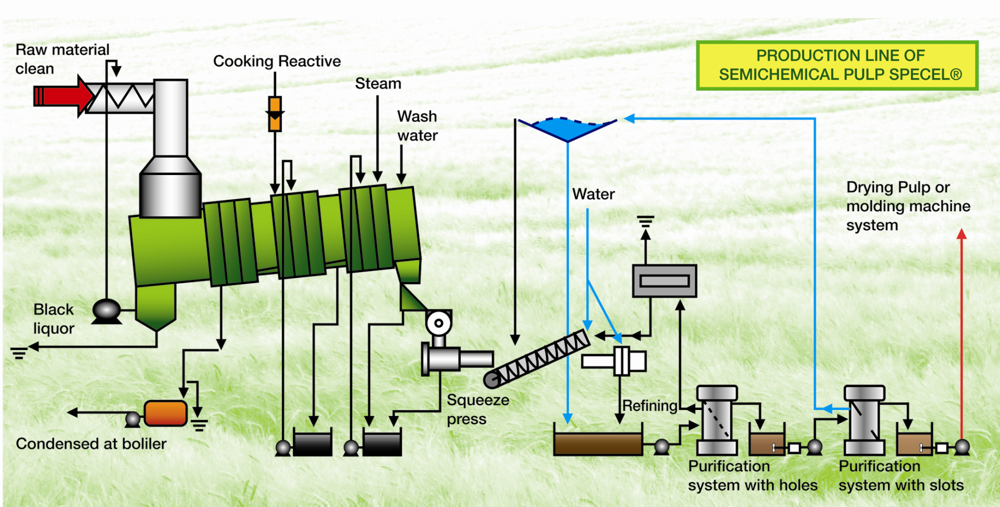 Raw material
clean
Cooking Reactive
Steam
Wash
water
PRODUCTION LINE OF
SEMICHEMICAL PULP SPECEL®
Water
Drying Pulp or
molding machine
system
Black
liquor
Squeeze
press
Refining
Condensed at boliler
Purification
system with holes
Purification
system with slots